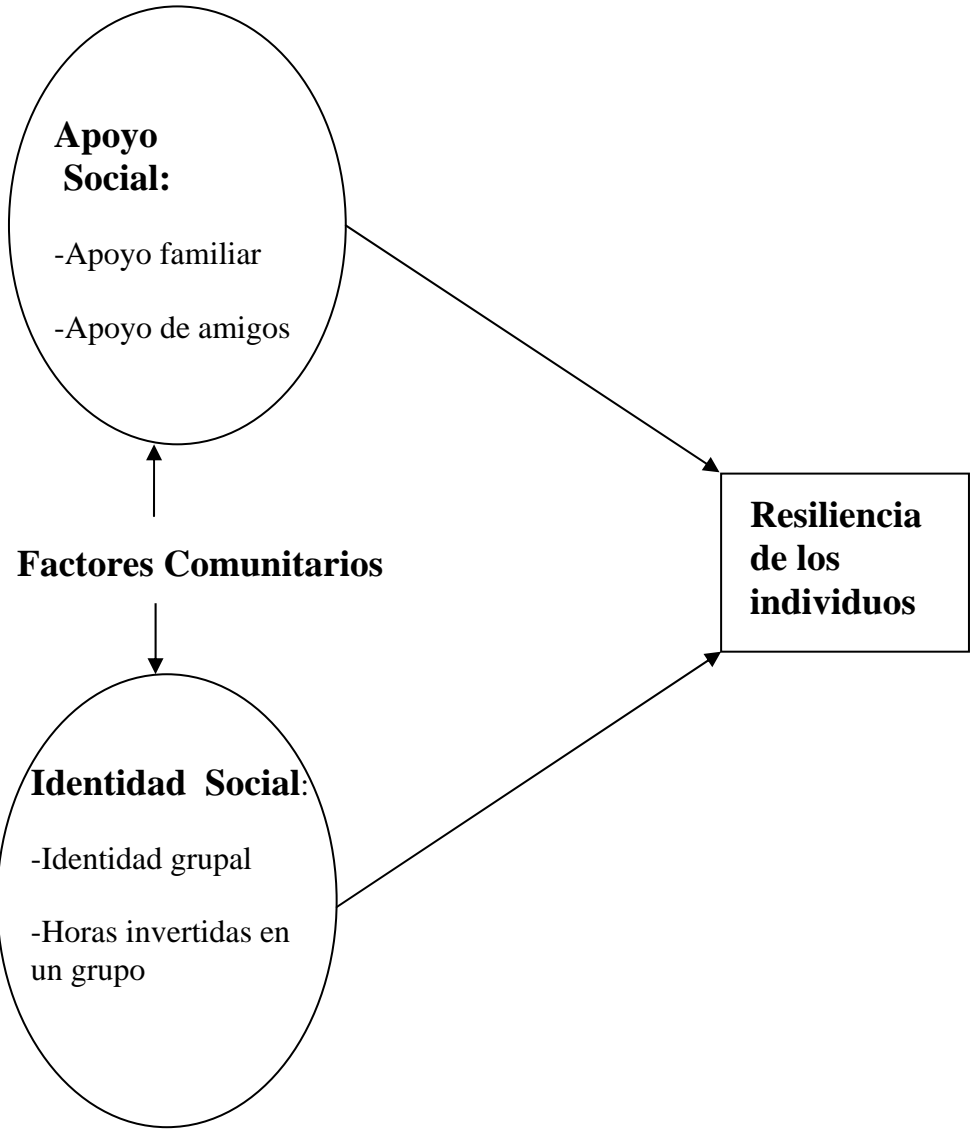 Apoyo
Social:
-Apoyo familiar
-Apoyo de amigos
Factores Comunitarios
Resiliencia
de los
individuos
Identidad  Social:
-Identidad grupal
-Horas invertidas en
un grupo